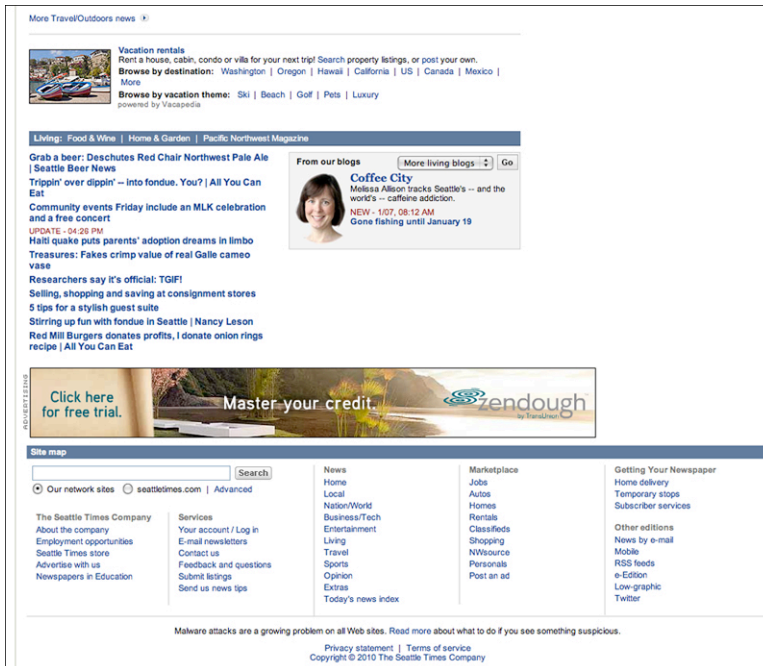 More Travel/Outdoors news
Vacation rentals
Rent a house, cabin, condo or villa for your next trip! Search property listings, or post your own.
Browse by destination: Washington | Oregon | Hawaii | California | US | Canada | Mexico |
More
Browse by vacation theme: Ski | Beach | Golf | Pets | Luxury
powered by Vacapedia
Living: Food & Wine | Home & Garden | Pacific Northwest Magazine
Grab a beer: Deschutes Red Chair Northwest Pale Ale
| Seattle Beer News
Trippin' over dippin' -- into fondue. You? | All You Can
Eat
Community events Friday include an MLK celebration
and a free concert
UPDATE - 04:26 PM
Haiti quake puts parents' adoption dreams in limbo
Treasures: Fakes crimp value of real Galle cameo
vase
Researchers say it's official: TGIF!
Selling, shopping and saving at consignment stores
5 tips for a stylish guest suite
Stirring up fun with fondue in Seattle | Nancy Leson
Red Mill Burgers donates profits, I donate onion rings
recipe | All You Can Eat
From our blogs
More living blogs
Go
Coffee City
Melissa Allison tracks Seattle's -- and the
world's -- caffeine addiction.
NEW - 1/07, 08:12 AM
Gone fishing until January 19
ADVERTISING
Click here
for free trial.
Master your credit.
zendough
by TransUnion
Site map
Search
Our network sites seattletimes.com | Advanced
The Seattle Times Company
About the company
Employment opportunities
Seattle Times store
Advertise with us
Newspapers in Education
Services
Your account / Log in
E-mail newsletters
Contact us
Feedback and questions
Submit listings
Send us news tips
News
Home
Local
Nation/World
Business/Tech
Entertainment
Living
Travel
Sports
Opinion
Extras
Today's news index
Marketplace
Jobs
Autos
Homes
Rentals
Classifieds
Shopping
NWsource
Personals
Post an ad
Getting Your Newspaper
Home delivery
Temporary stops
Subscriber services
Other editions
News by e-mail
Mobile
RSS feeds
e-Edition
Low-graphic
Twitter
Malware attacks are a growing problem on all Web sites. Read more about what to do if you see something suspicious.
Privacy statement | Terms of service
Copyright © 2010 The Seattle Times Company